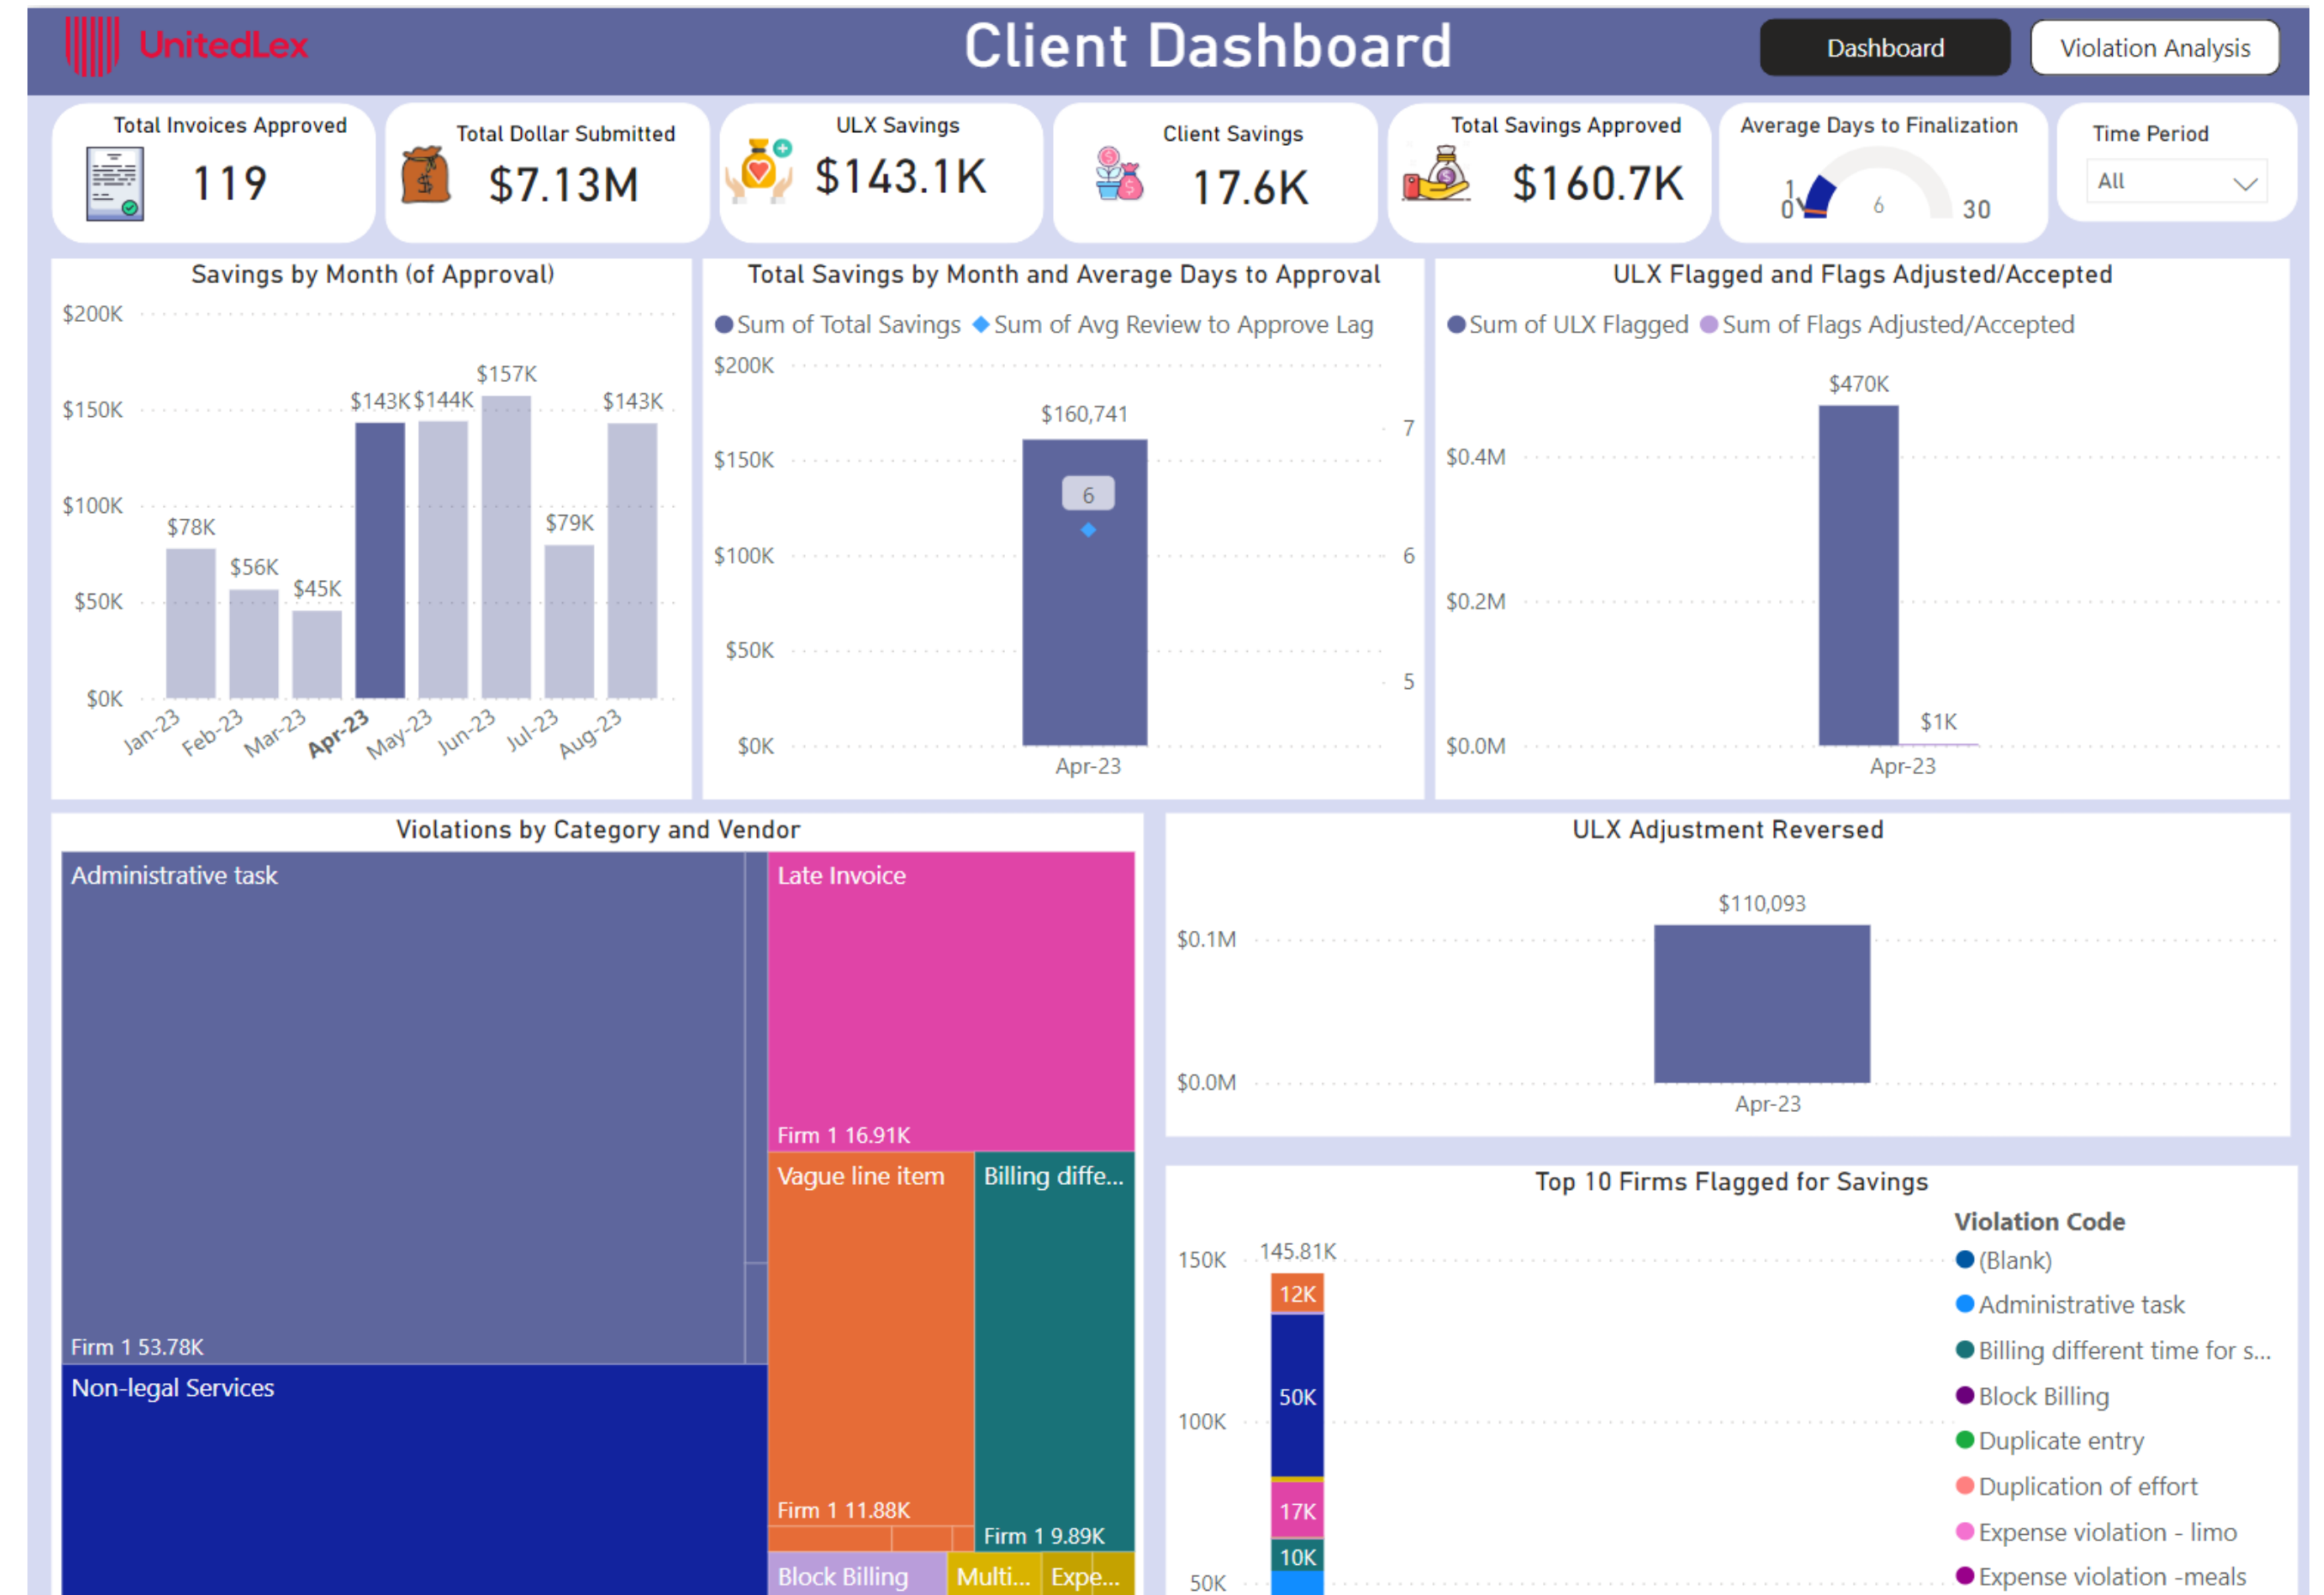 UnitedLex
Client Dashboard
Dashboard
Violation Analysis
Total Invoices Approved
119
Total Dollar Submitted
$7.13M
ULX Savings
$143.1K
Client Savings
17.6K
Total Savings Approved
$160.7K
Average Days to Finalization
1
0
6
30
Time Period
All
Savings by Month (of Approval)
$200K
$150K
$100K
$50K
$0K
$78K
$56K
$45K
$143K
$144K
$157K
$79K
$143K
Jan-23
Feb-23
Mar-23
Apr-23
May-23
Jun-23
Jul-23
Aug-23
Total Savings by Month and Average Days to Approval
Sum of Total Savings
Sum of Avg Review to Approve Lag
$200K
$150K
$100K
$50K
$0K
$160,741
6
7
6
5
Apr-23
ULX Flagged and Flags Adjusted/Accepted
Sum of ULX Flagged
Sum of Flags Adjusted/Accepted
$470K
$0.4M
$0.2M
$0.0M
$1K
Apr-23
Violations by Category and Vendor
Administrative task
Firm 1 53.78K
Non-legal Services
Late Invoice
Firm 1 16.91K
Vague line item
Firm 1 11.88K
Billing diffe...
Firm 1 9.89K
Block Billing
Multi...
Expe...
ULX Adjustment Reversed
$110,093
$0.1M
$0.0M
Apr-23
Top 10 Firms Flagged for Savings
150K
100K
50K
145.81K
12K
50K
17K
10K
Violation Code
(Blank)
Administrative task
Billing different time for s...
Block Billing
Duplicate entry
Duplication of effort
Expense violation - limo
Expense violation -meals